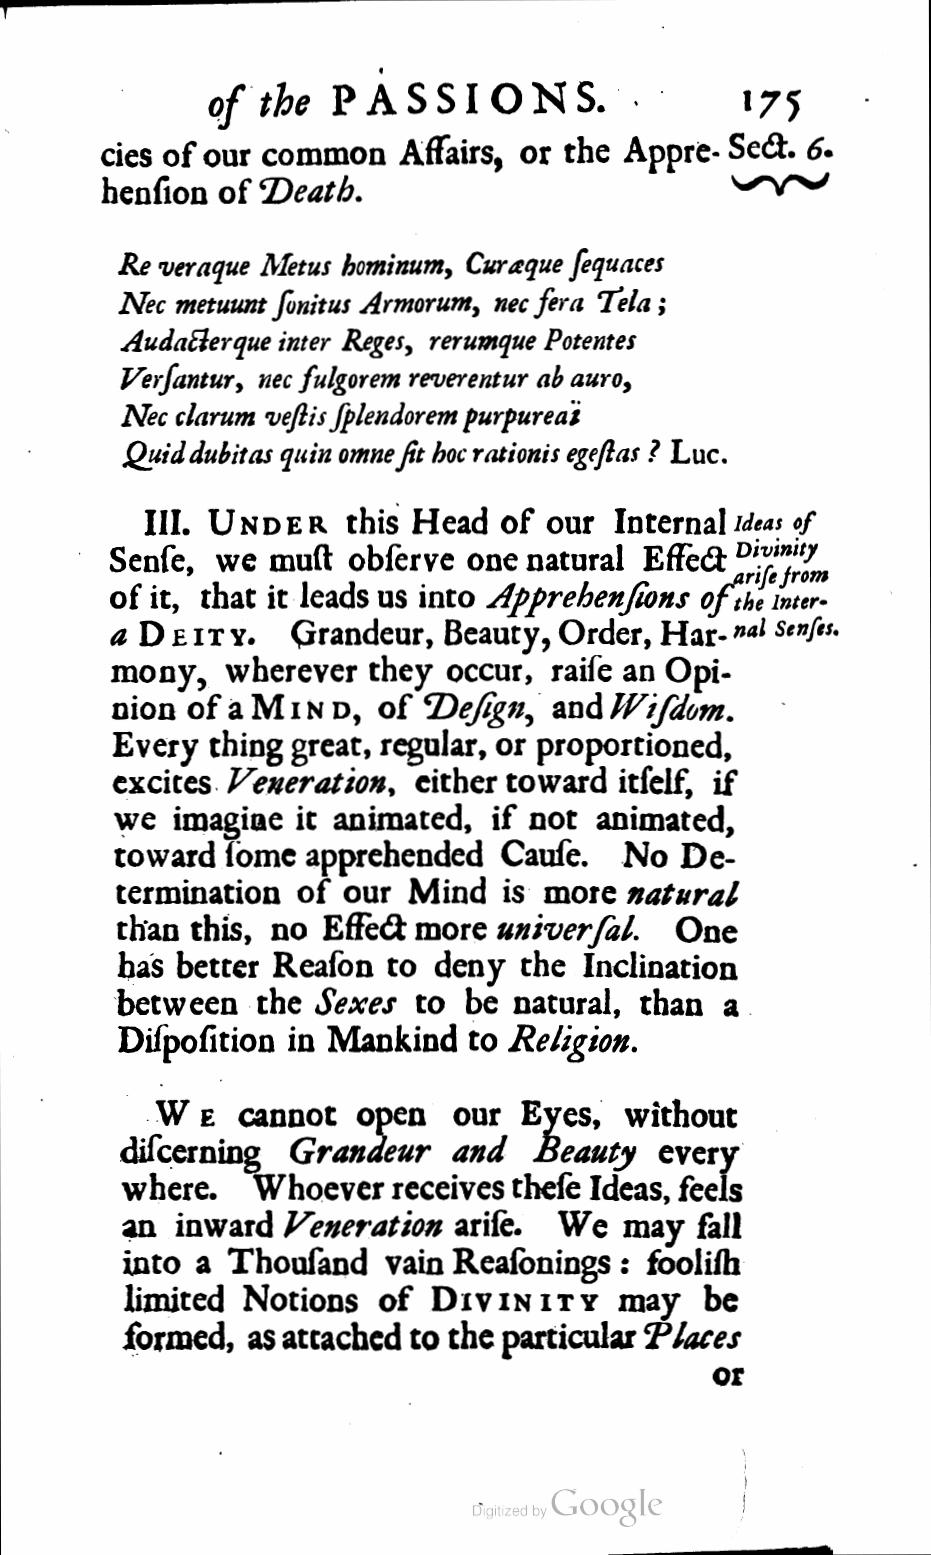 of the PASSIONS. 175
cies of our common Affairs, or the Appre- Sect. 6.
henſion of Death.
Re veraque Metus hominum, Curæque ſequaces
Nec metuunt ſonitus Armorum, nec fera Tela ;
Audacterque inter Reges, rerumque Potentes
Verſantur, nec fulgorem reverentur ab auro,
Nec clarum veſtis ſplendorem purpureaï
Quid dubitas quin omne ſit hoc rationis egeſtas ? Luc.
III. UNDER this Head of our Internal
Senſe, we muſt obſerve one natural Effect
of it, that it leads us into Apprehenſions of
a DEITY. Grandeur, Beauty, Order, Har-
mony, wherever they occur, raiſe an Opi-
nion of a MIND, of Deſign, and Wiſdom.
Every thing great, regular, or proportioned,
excites Veneration, either toward itſelf, if
we imagine it animated, if not animated,
toward ſome apprehended Cauſe. No De-
termination of our Mind is more natural
than this, no Effect more univerſal. One
has better Reaſon to deny the Inclination
between the Sexes to be natural, than a
Diſpoſition in Mankind to Religion.
Ideas of
Divinity
ariſe from
the Inter-
nal Senſes.
WE cannot open our Eyes, without
diſcerning Grandeur and Beauty every
where. Whoever receives theſe Ideas, feels
an inward Veneration ariſe. We may fall
into a Thouſand vain Reaſonings : fooliſh
limited Notions of DIVINITY may be
formed, as attached to the particular Places
or
Digitized by Google